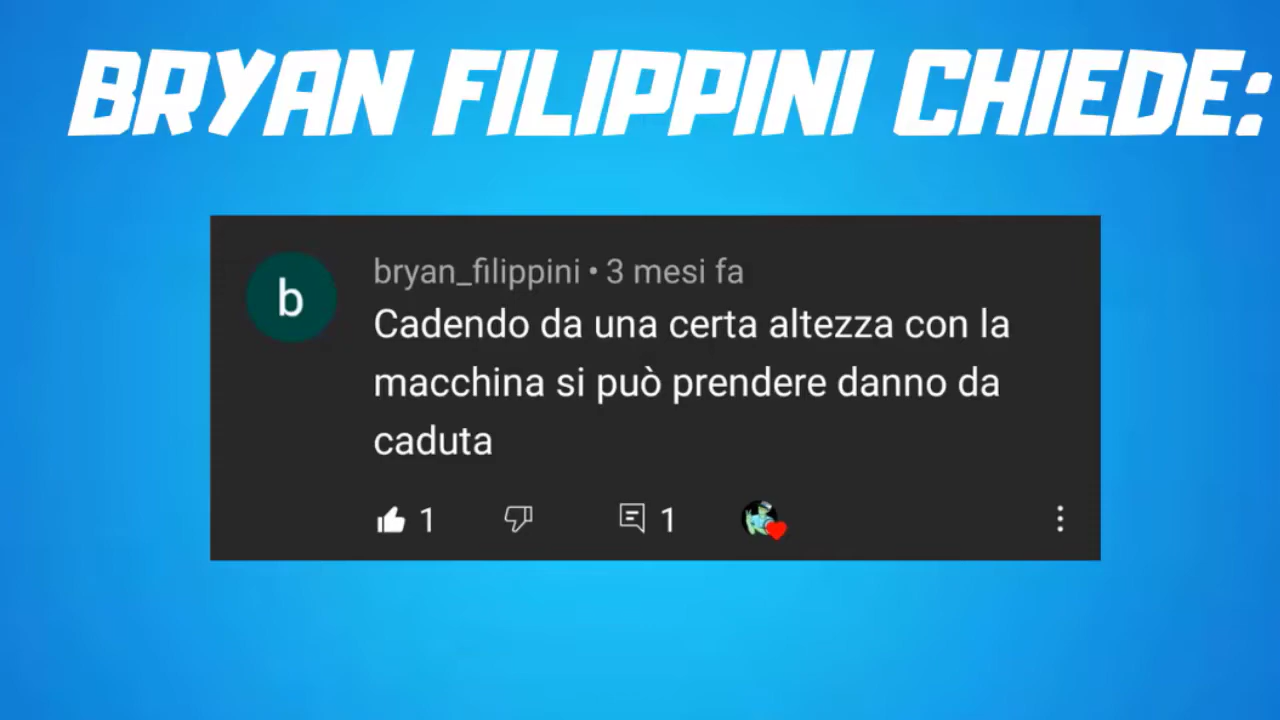 BRYAN FILIPPINI CHIEDE:
b
bryan_filippini • 3 mesi fa
Cadendo da una certa altezza con la
macchina si può prendere danno da
caduta
1 1